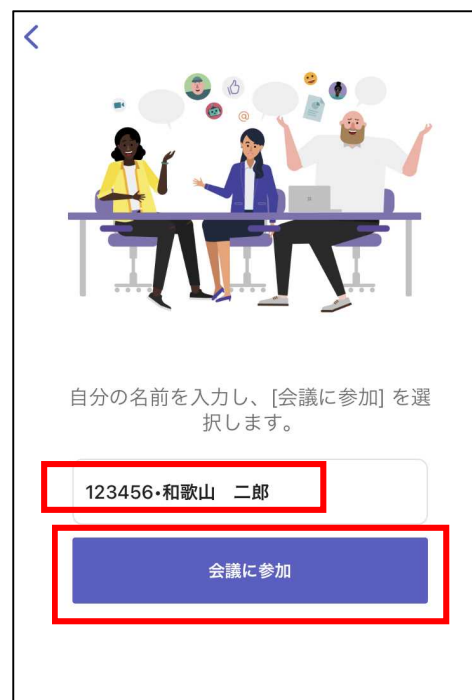 自分の名前を入力し、[会議に参加] を選
択します。
123456・和歌山　二郎
会議に参加